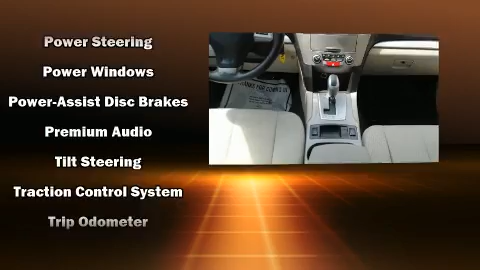 Power Steering
Power Windows
Power-Assist Disc Brakes
Premium Audio
Tilt Steering
Traction Control System
Trip Odometer